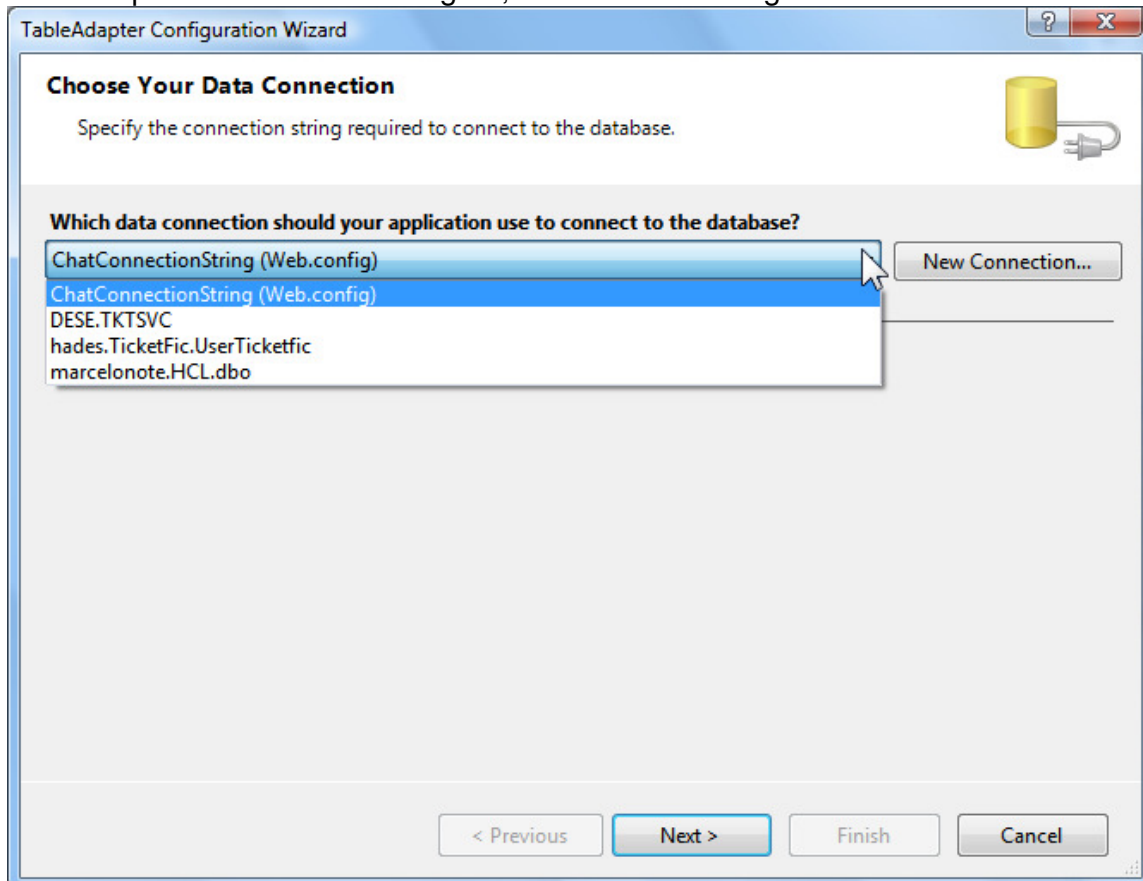 TableAdapter Configuration Wizard
Choose Your Data Connection
Specify the connection string required to connect to the database.
Which data connection should your application use to connect to the database?
ChatConnectionString (Web.config)
New Connection...
ChatConnectionString (Web.config)
DESE.TKTSVC
hades.TicketFic.UserTicketfic
marcelonote.HCL.dbo
< Previous
Next >
Finish
Cancel